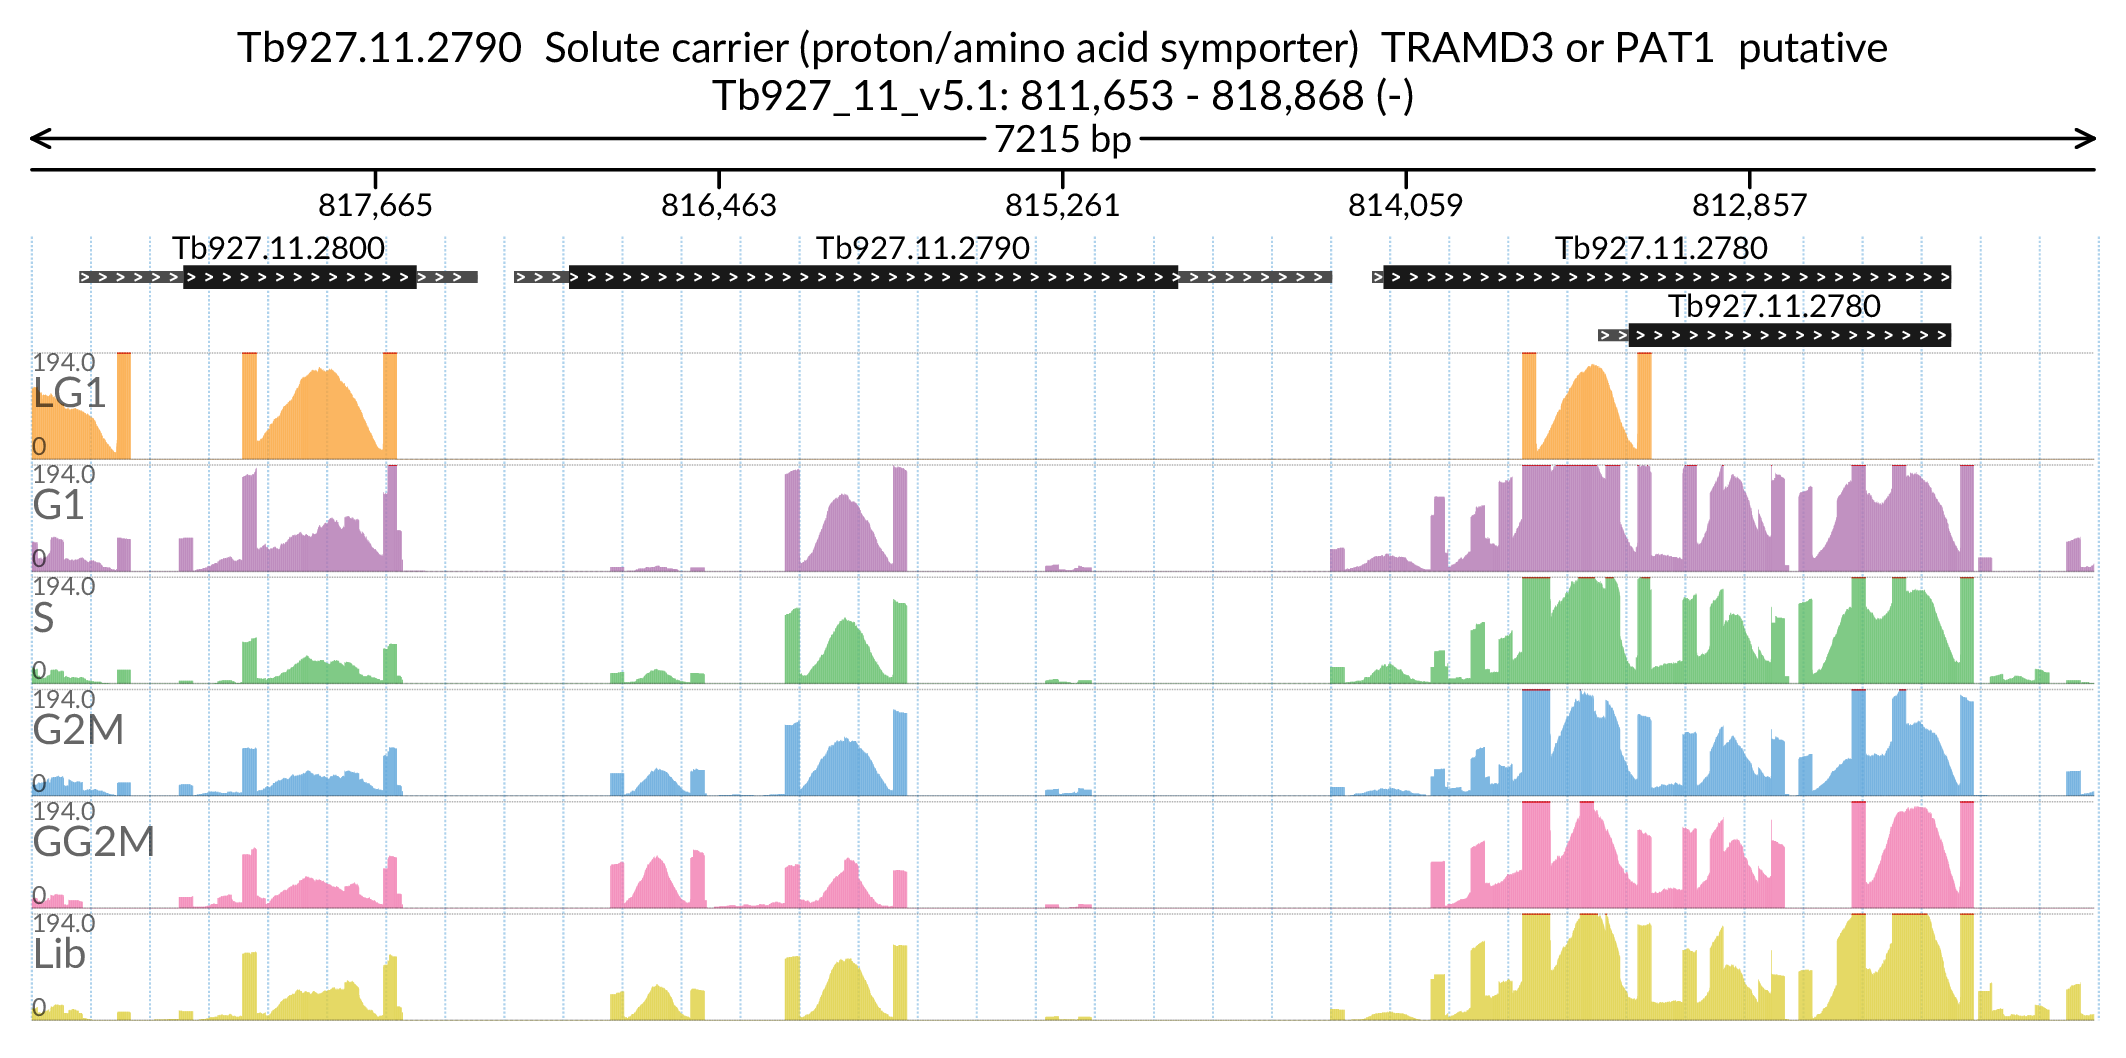 Tb927.11.2790 Solute carrier (proton/amino acid symporter) TRAMD3 or PAT1 putative
Tb927_11_v5.1: 811,653 - 818,868 (-)
7215 bp
817,665 816,463 815,261 814,059 812,857
Tb927.11.2800 Tb927.11.2790 Tb927.11.2780
Tb927.11.2780
194.0
LG1
0
194.0
G1
0
194.0
S
0
194.0
G2M
0
194.0
GG2M
0
194.0
Lib
0